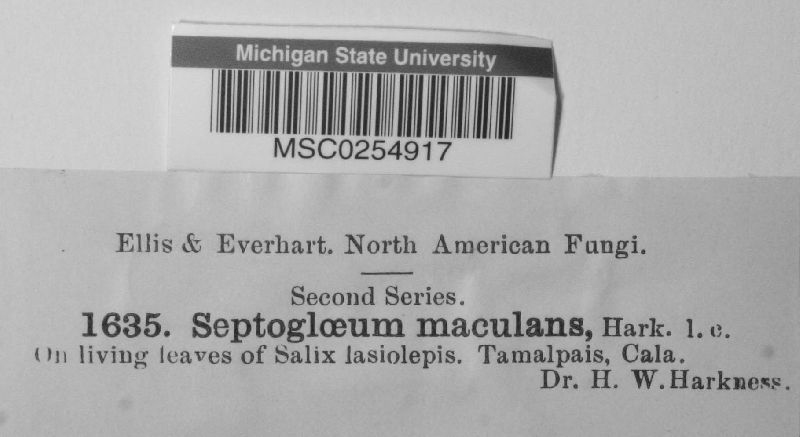 Michigan State University
MSC0254917
Ellis & Everhart. North American Fungi.
Second Series.
1635. Septoglœum maculans, Hark. l. c.
On living leaves of Salix lasiolepis. Tamalpais, Cala.
Dr. H. W. Harkness.